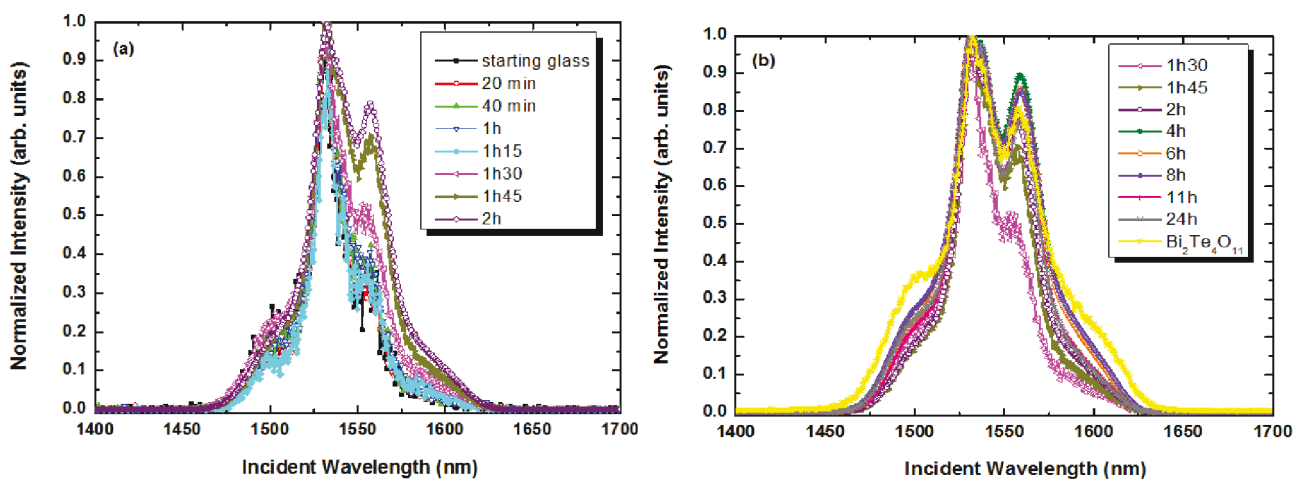 (a)
Normalized Intensity (arb. units)
1.0
0.9
0.8
0.7
0.6
0.5
0.4
0.3
0.2
0.1
0.0
starting glass
20 min
40 min
1h
1h15
1h30
1h45
2h
1400 1450 1500 1550 1600 1650 1700
Incident Wavelength (nm)
(b)
Normalized Intensity (arb. units)
1.0
0.9
0.8
0.7
0.6
0.5
0.4
0.3
0.2
0.1
0.0
1h30
1h45
2h
4h
6h
8h
11h
24h
Bi₂Te₄O₁₁
1400 1450 1500 1550 1600 1650 1700
Incident Wavelength (nm)